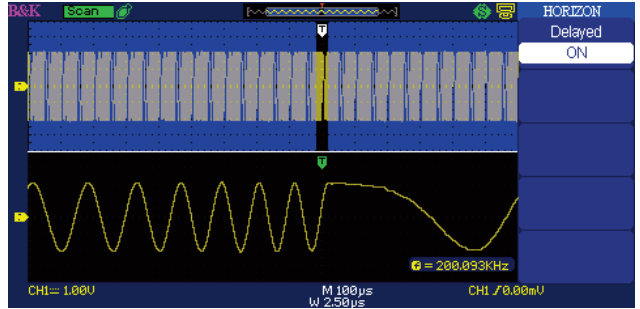 B&K Scan HORIZON
Delayed
ON
T
T
f = 200.093KHz
CH1 1.00V M 100µs CH1 0.00mV
W 2.50µs